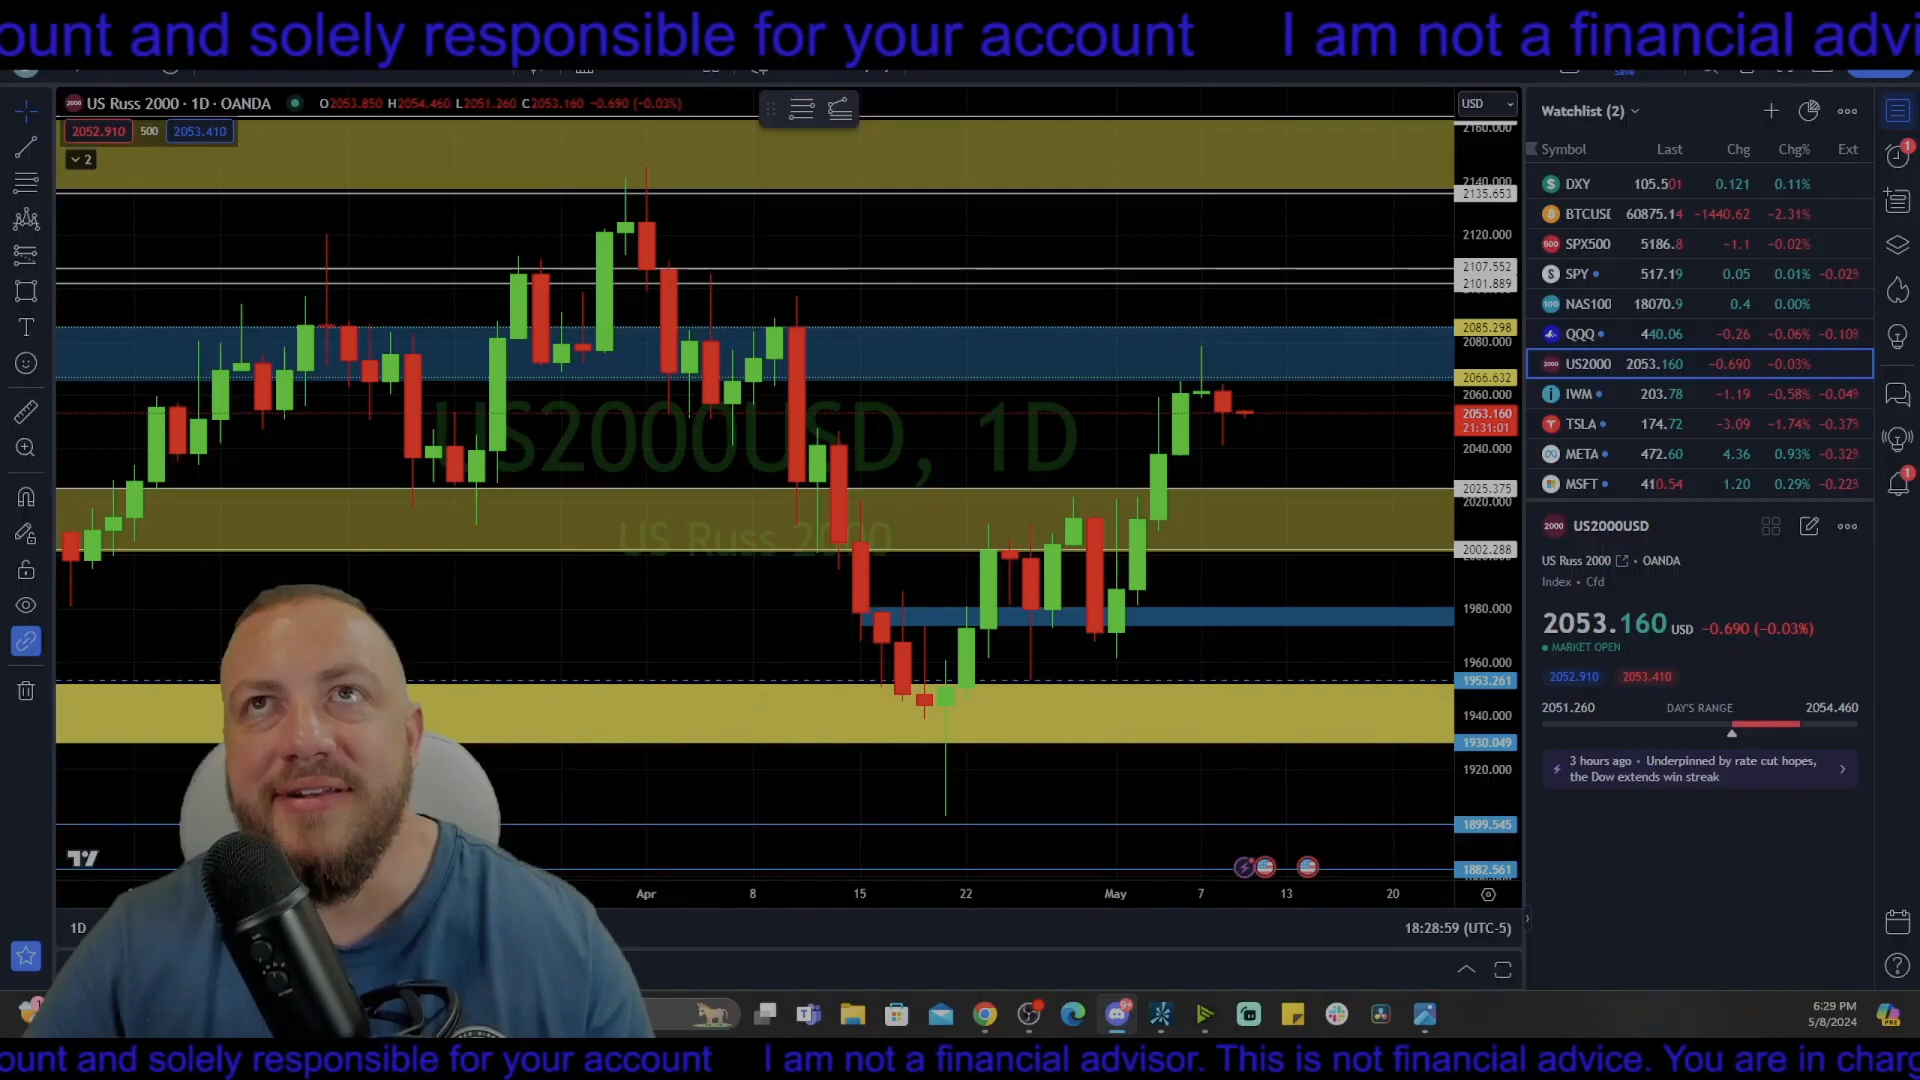 ount and solely responsible for your account I am not a financial advi
Save
US Russ 2000 · 1D · OANDA O2053.850 H2054.460 L2051.260 C2053.160 −0.690 (−0.03%)
2052.910 500 2053.410
2
USD
2160.000
2140.000
2135.653
2120.000
2107.552
2101.889
2085.298
2080.000
2066.632
2060.000
2053.160
21:31:01
2040.000
2025.375
2020.000
2002.288
1980.000
1960.000
1953.261
1940.000
1930.049
1920.000
1899.545
1882.561
US2000USD, 1D
US Russ 2000
Apr 8 15 22 May 7 13 20
1D
18:28:59 (UTC-5)
Watchlist (2)
Symbol Last Chg Chg% Ext
DXY 105.501 0.121 0.11%
BTCUSD 60875.14 −1440.62 −2.31%
500 SPX500 5186.8 −1.1 −0.02%
SPY 517.19 0.05 0.01% −0.02%
100 NAS100 18070.9 0.4 0.00%
QQQ 440.06 −0.26 −0.06% −0.10%
2000 US2000 2053.160 −0.690 −0.03%
IWM 203.78 −1.19 −0.58% −0.04%
TSLA 174.72 −3.09 −1.74% −0.37%
META 472.60 4.36 0.93% −0.32%
MSFT 410.54 1.20 0.29% −0.22%
2000 US2000USD
US Russ 2000 • OANDA
Index • Cfd
2053.160 USD −0.690 (−0.03%)
MARKET OPEN
2052.910 2053.410
2051.260 DAY'S RANGE 2054.460
3 hours ago • Underpinned by rate cut hopes,
the Dow extends win streak
6:29 PM
5/8/2024
ount and solely responsible for your account I am not a financial advisor. This is not financial advice. You are in charg